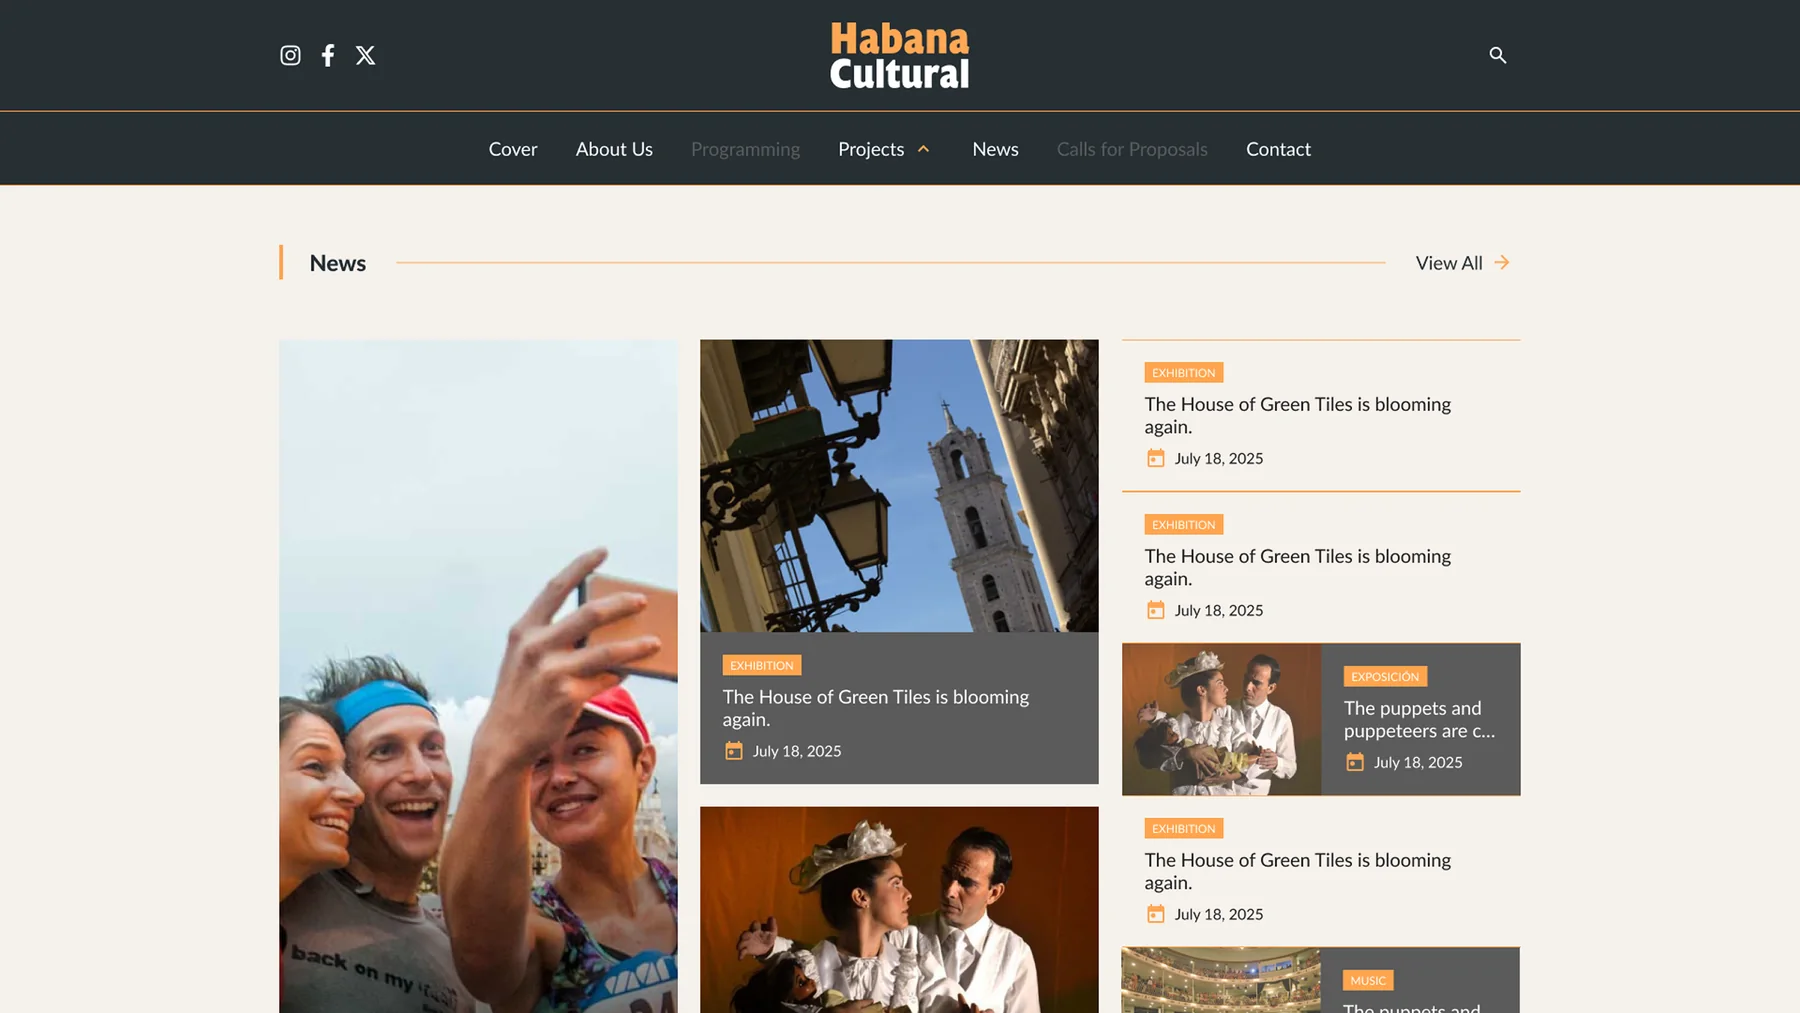 Habana
Cultural
Cover
About Us
Programming
Projects
News
Calls for Proposals
Contact
News
View All
back on my
EXHIBITION
The House of Green Tiles is blooming
again.
July 18, 2025
EXHIBITION
The House of Green Tiles is blooming
again.
July 18, 2025
EXHIBITION
The House of Green Tiles is blooming
again.
July 18, 2025
EXPOSICIÓN
The puppets and
puppeteers are c...
July 18, 2025
EXHIBITION
The House of Green Tiles is blooming
again.
July 18, 2025
MUSIC
The puppets and